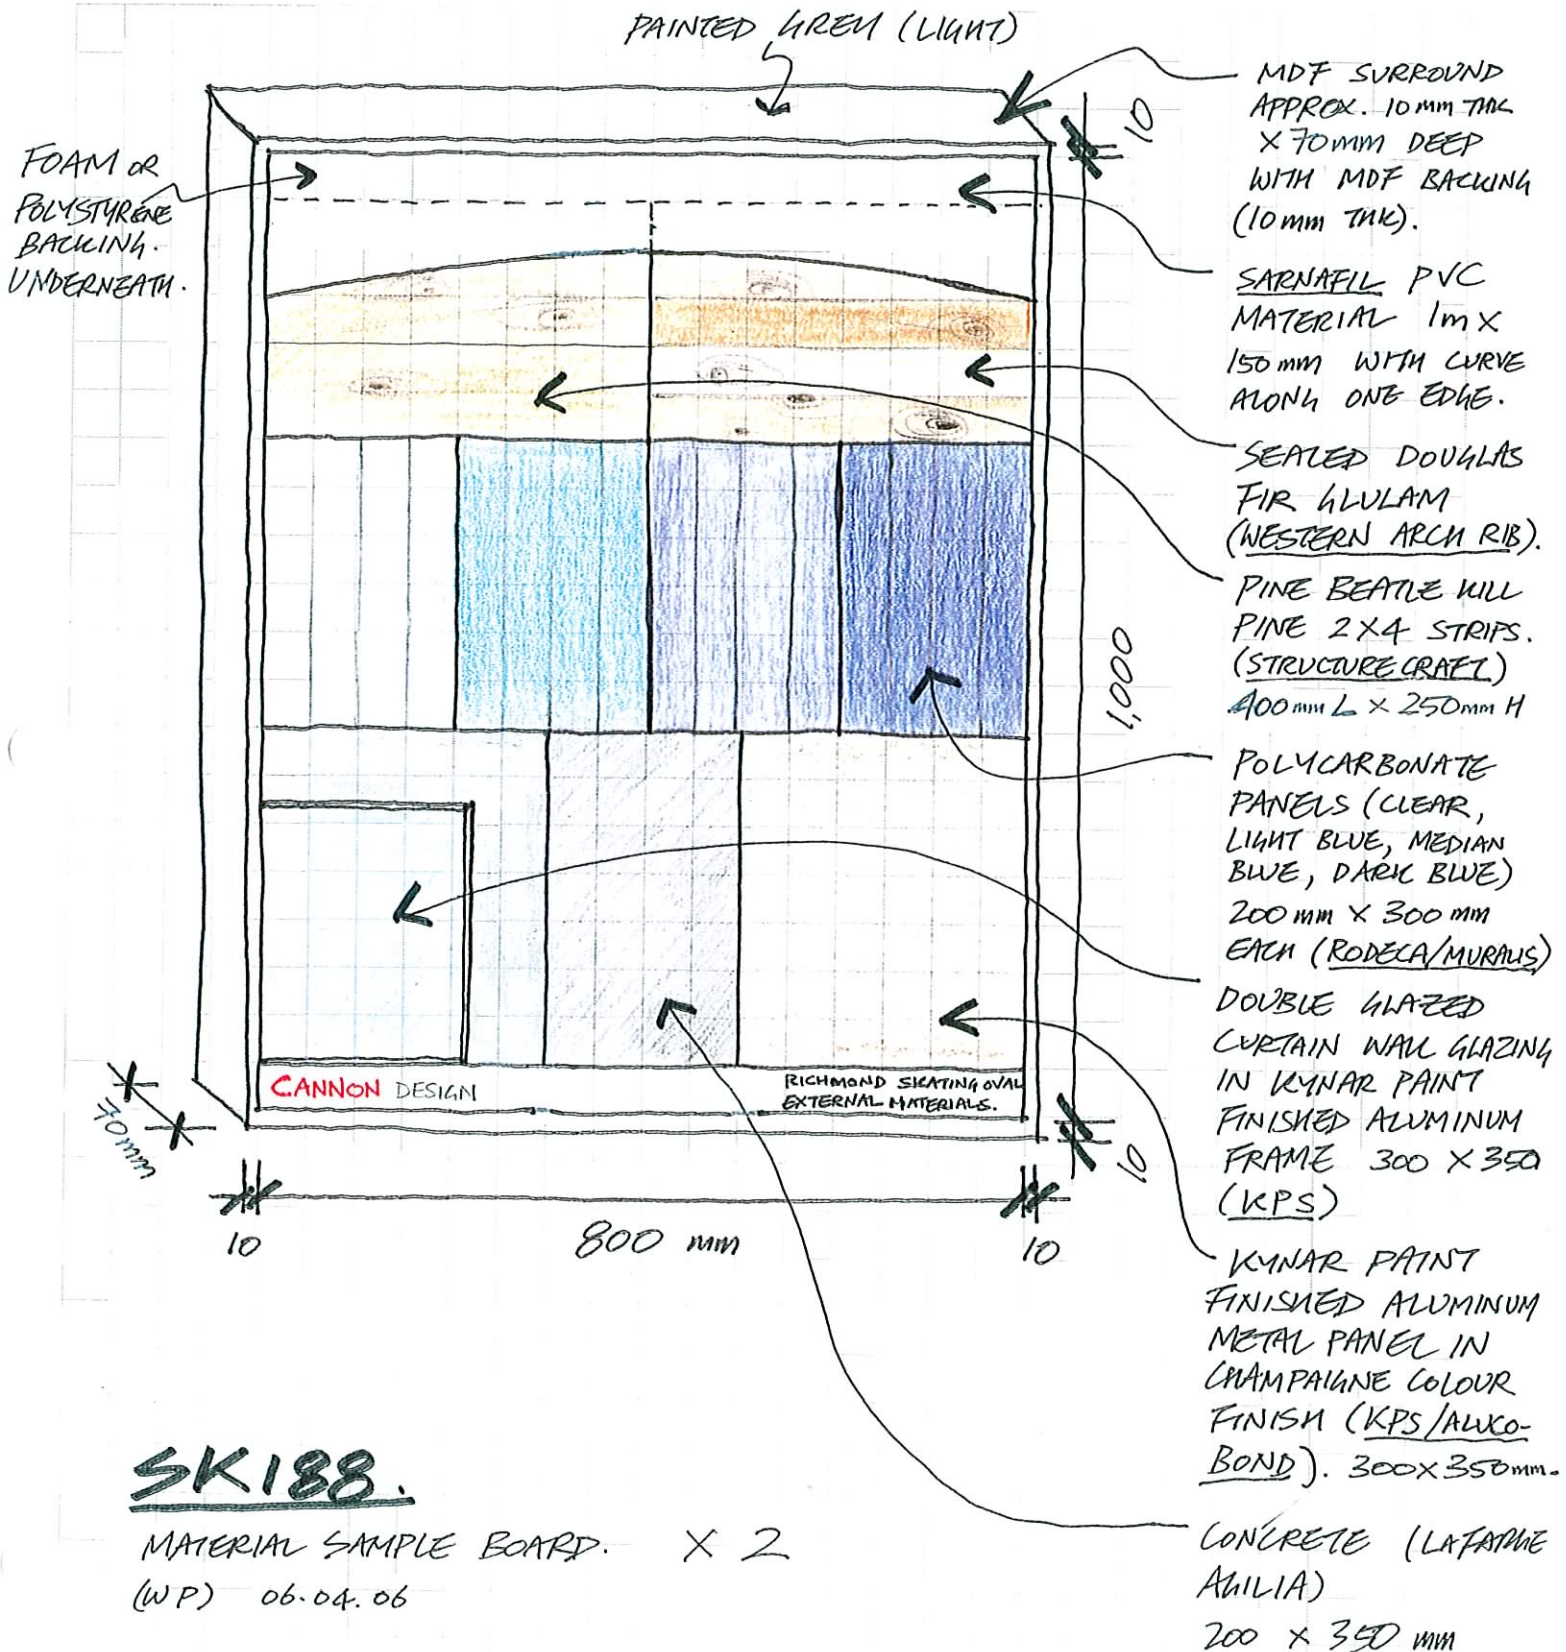 PAINTED GREY (LIGHT)
FOAM OR
POLYSTYRENE
BACKING.
UNDERNEATH.
MDF SURROUND
APPROX. 10mm THK
X 70mm DEEP
WITH MDF BACKING
(10mm THK).
SARNAFIL PVC
MATERIAL 1m X
150mm WITH CURVE
ALONG ONE EDGE.
SEALED DOUGLAS
FIR GLULAM
(WESTERN ARCH RIB).
PINE BEATLE KILL
PINE 2X4 STRIPS.
(STRUCTURE CRAFT)
400mm L X 250mm H
POLYCARBONATE
PANELS (CLEAR,
LIGHT BLUE, MEDIAN
BLUE, DARK BLUE)
200mm X 300mm
EACH (RODECA/MURALIS)
DOUBLE GLAZED
CURTAIN WALL GLAZING
IN KYNAR PAINT
FINISHED ALUMINUM
FRAME 300 X 350
(KPS)
KYNAR PAINT
FINISHED ALUMINUM
METAL PANEL IN
CHAMPAIGNE COLOUR
FINISH (KPS/ALUCO-
BOND). 300X350mm.
CONCRETE (LAFARGE
AGILIA)
200 X 350 mm
10
1,000
10
CANNON DESIGN
RICHMOND SKATING OVAL
EXTERNAL MATERIALS.
70mm
10
800 mm
10
SK188.
MATERIAL SAMPLE BOARD. X 2
(WP) 06.04.06